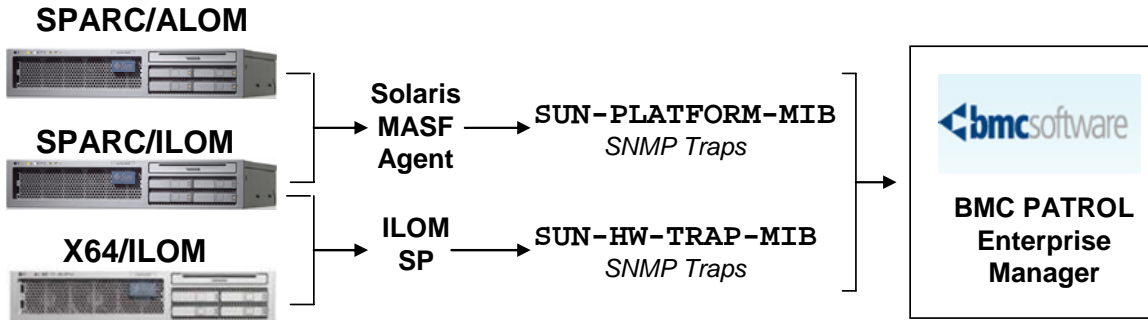 SPARC/ALOM
SPARC/ILOM
X64/ILOM
Solaris
MASF
Agent
SUN-PLATFORM-MIB
SNMP Traps
ILOM
SP
SUN-HW-TRAP-MIB
SNMP Traps
bmcsoftware
BMC PATROL
Enterprise
Manager